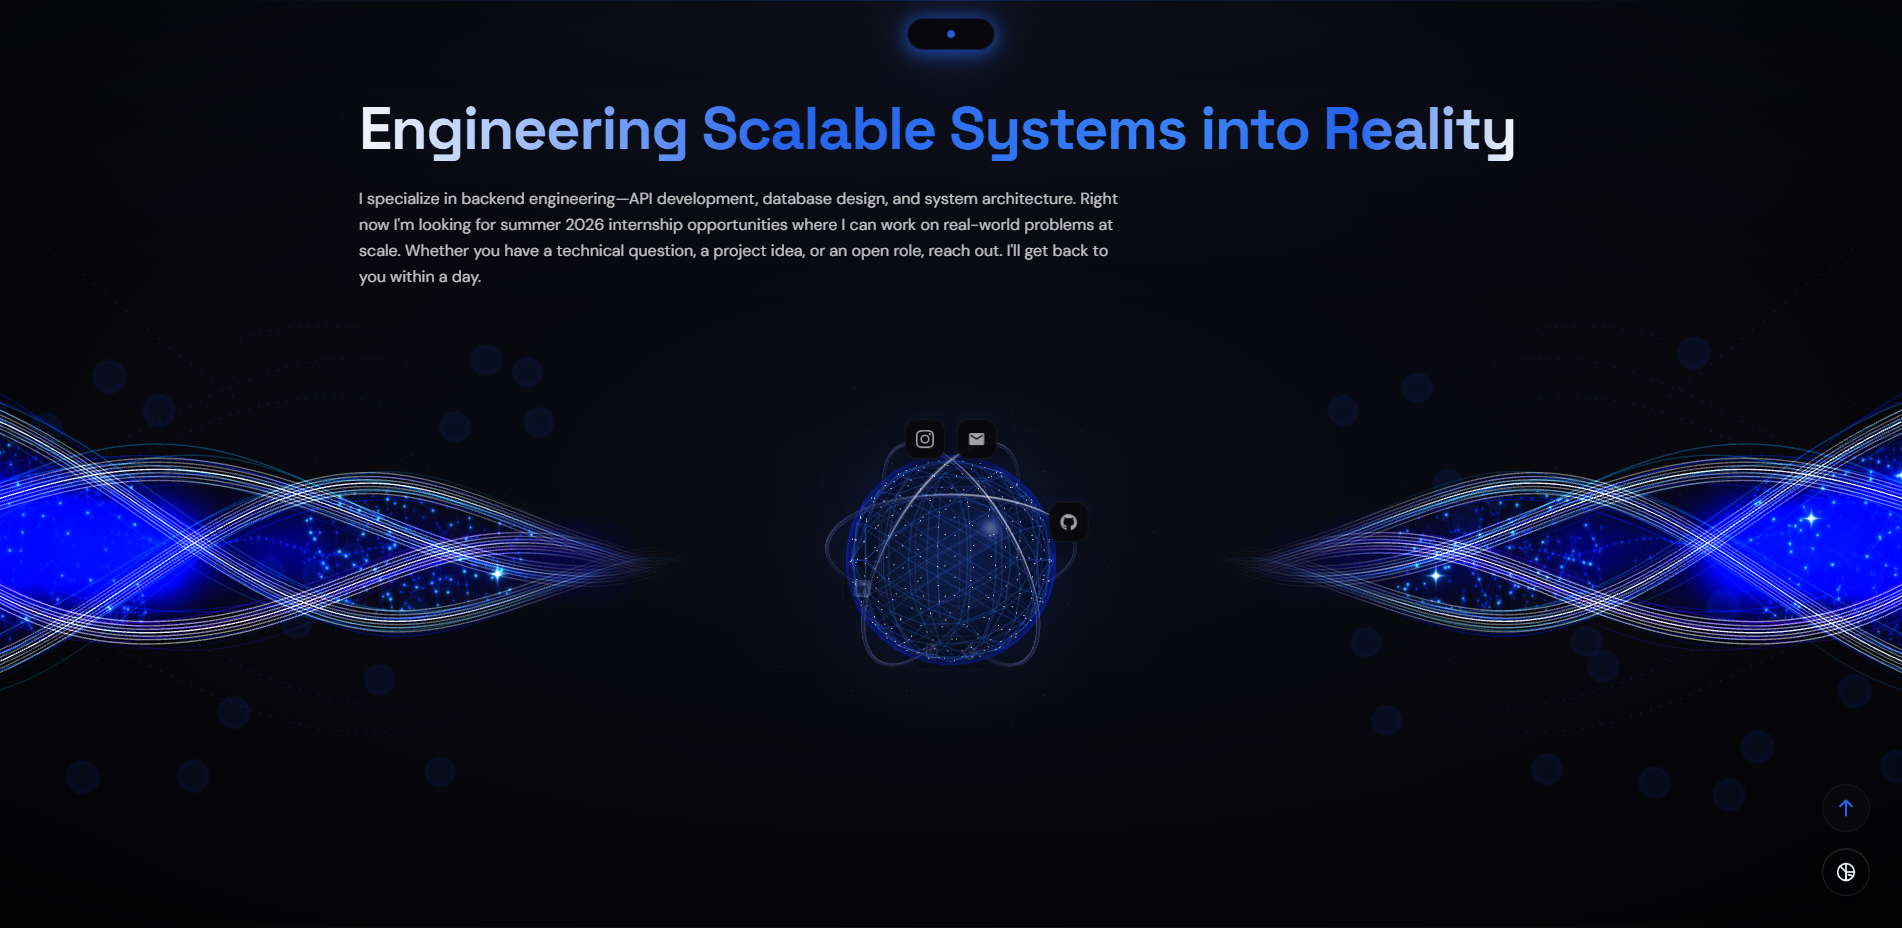 Engineering Scalable Systems into Reality
I specialize in backend engineering—API development, database design, and system architecture. Right
now I'm looking for summer 2026 internship opportunities where I can work on real-world problems at
scale. Whether you have a technical question, a project idea, or an open role, reach out. I'll get back to
you within a day.